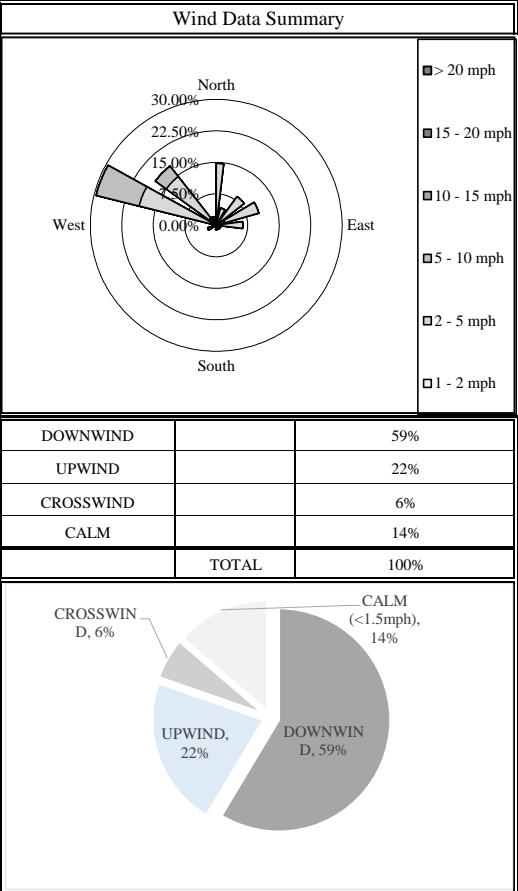 Wind Data Summary
North
30.00%
22.50%
15.00%
7.50%
0.00%
West
East
South
> 20 mph
15 - 20 mph
10 - 15 mph
5 - 10 mph
2 - 5 mph
1 - 2 mph
DOWNWIND 59%
UPWIND 22%
CROSSWIND 6%
CALM 14%
TOTAL 100%
CROSSWIN
D, 6%
CALM
(<1.5mph),
14%
UPWIND,
22%
DOWNWIN
D, 59%